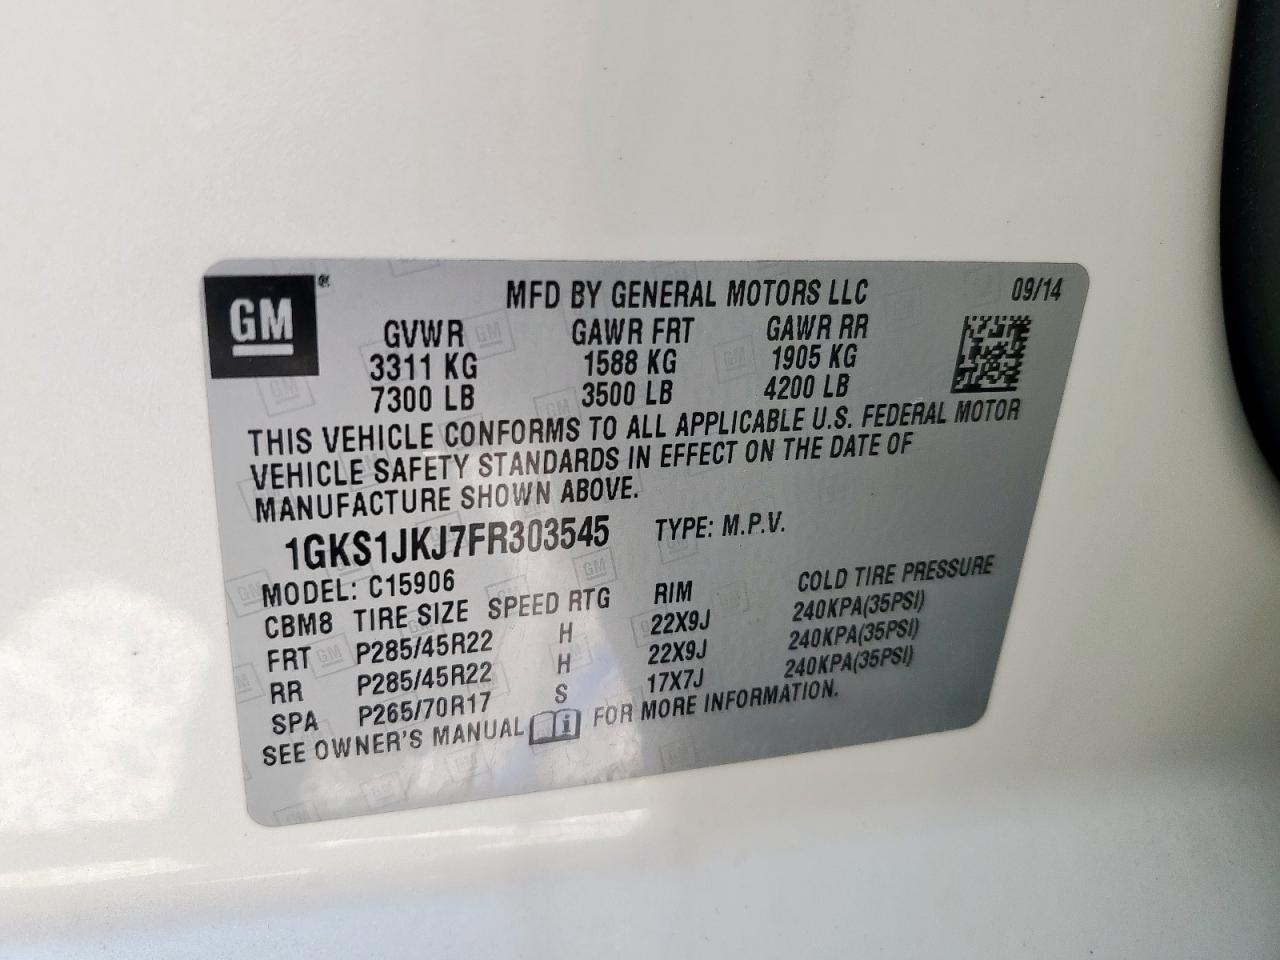 GM ®
MFD BY GENERAL MOTORS LLC 09/14
GVWR GAWR FRT GAWR RR
3311 KG 1588 KG 1905 KG
7300 LB 3500 LB 4200 LB
THIS VEHICLE CONFORMS TO ALL APPLICABLE U.S. FEDERAL MOTOR
VEHICLE SAFETY STANDARDS IN EFFECT ON THE DATE OF
MANUFACTURE SHOWN ABOVE.
1GKS1JKJ7FR303545 TYPE: M.P.V.
MODEL: C15906
CBM8 TIRE SIZE SPEED RTG RIM COLD TIRE PRESSURE
FRT P285/45R22 H 22X9J 240KPA(35PSI)
RR P285/45R22 H 22X9J 240KPA(35PSI)
SPA P265/70R17 S 17X7J 240KPA(35PSI)
SEE OWNER'S MANUAL i FOR MORE INFORMATION.